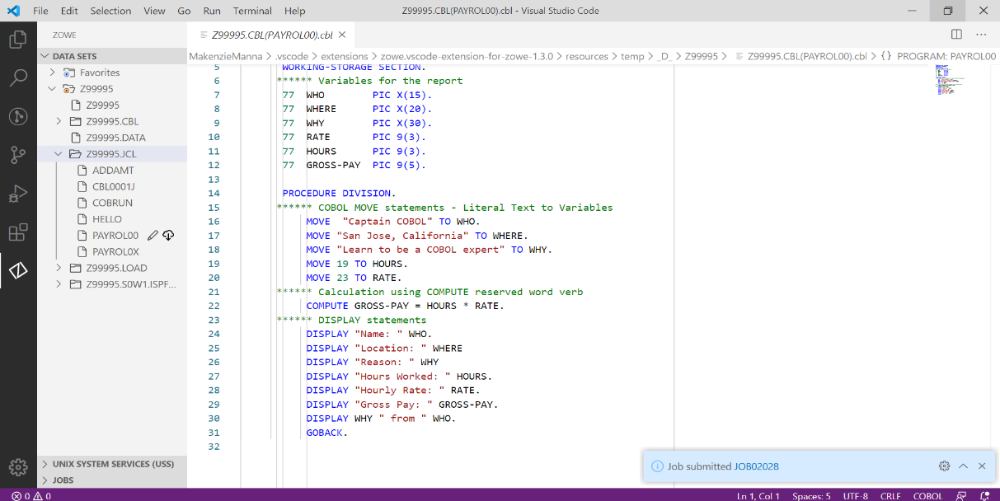 File Edit Selection View Go Run Terminal Help Z99995.CBL(PAYROL00).cbl - Visual Studio Code
ZOWE
Z99995.CBL(PAYROL00).cbl
DATA SETS
Favorites
Z99995
Z99995
Z99995.CBL
Z99995.DATA
Z99995.JCL
ADDAMT
CBL0001J
COBRUN
HELLO
PAYROL00
PAYROL0X
Z99995.LOAD
Z99995.S0W1.ISPF...
UNIX SYSTEM SERVICES (USS)
JOBS
MakenzieManna > .vscode > extensions > zowe.vscode-extension-for-zowe-1.3.0 > resources > temp > _D_ > Z99995 > Z99995.CBL(PAYROL00).cbl > {} PROGRAM: PAYROL00
5 WORKING-STORAGE SECTION.
6 ****** Variables for the report
7 77 WHO PIC X(15).
8 77 WHERE PIC X(20).
9 77 WHY PIC X(30).
10 77 RATE PIC 9(3).
11 77 HOURS PIC 9(3).
12 77 GROSS-PAY PIC 9(5).
13
14 PROCEDURE DIVISION.
15 ****** COBOL MOVE statements - Literal Text to Variables
16 MOVE "Captain COBOL" TO WHO.
17 MOVE "San Jose, California" TO WHERE.
18 MOVE "Learn to be a COBOL expert" TO WHY.
19 MOVE 19 TO HOURS.
20 MOVE 23 TO RATE.
21 ****** Calculation using COMPUTE reserved word verb
22 COMPUTE GROSS-PAY = HOURS * RATE.
23 ****** DISPLAY statements
24 DISPLAY "Name: " WHO.
25 DISPLAY "Location: " WHERE
26 DISPLAY "Reason: " WHY
27 DISPLAY "Hours Worked: " HOURS.
28 DISPLAY "Hourly Rate: " RATE.
29 DISPLAY "Gross Pay: " GROSS-PAY.
30 DISPLAY WHY " from " WHO.
31 GOBACK.
32
Job submitted JOB02028
0 0 Ln 1, Col 1 Spaces: 5 UTF-8 CRLF COBOL